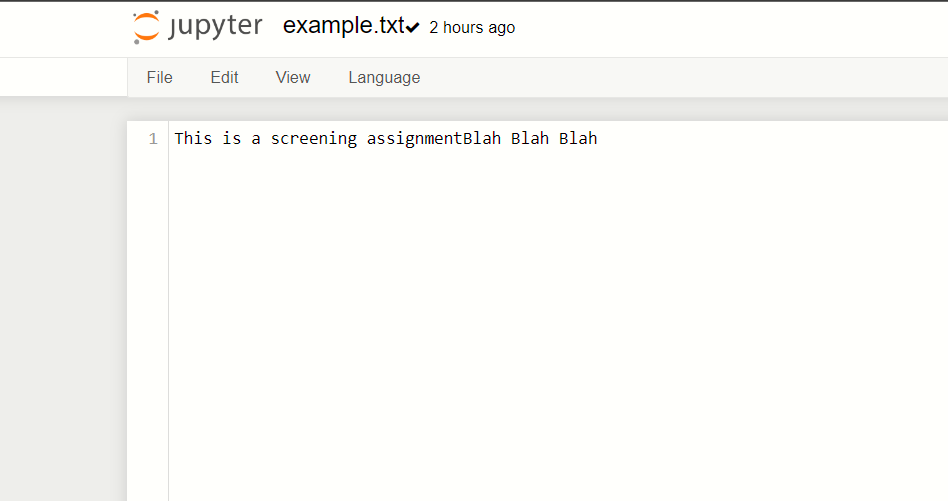 jupyter example.txt 2 hours ago
File Edit View Language
1 This is a screening assignmentBlah Blah Blah